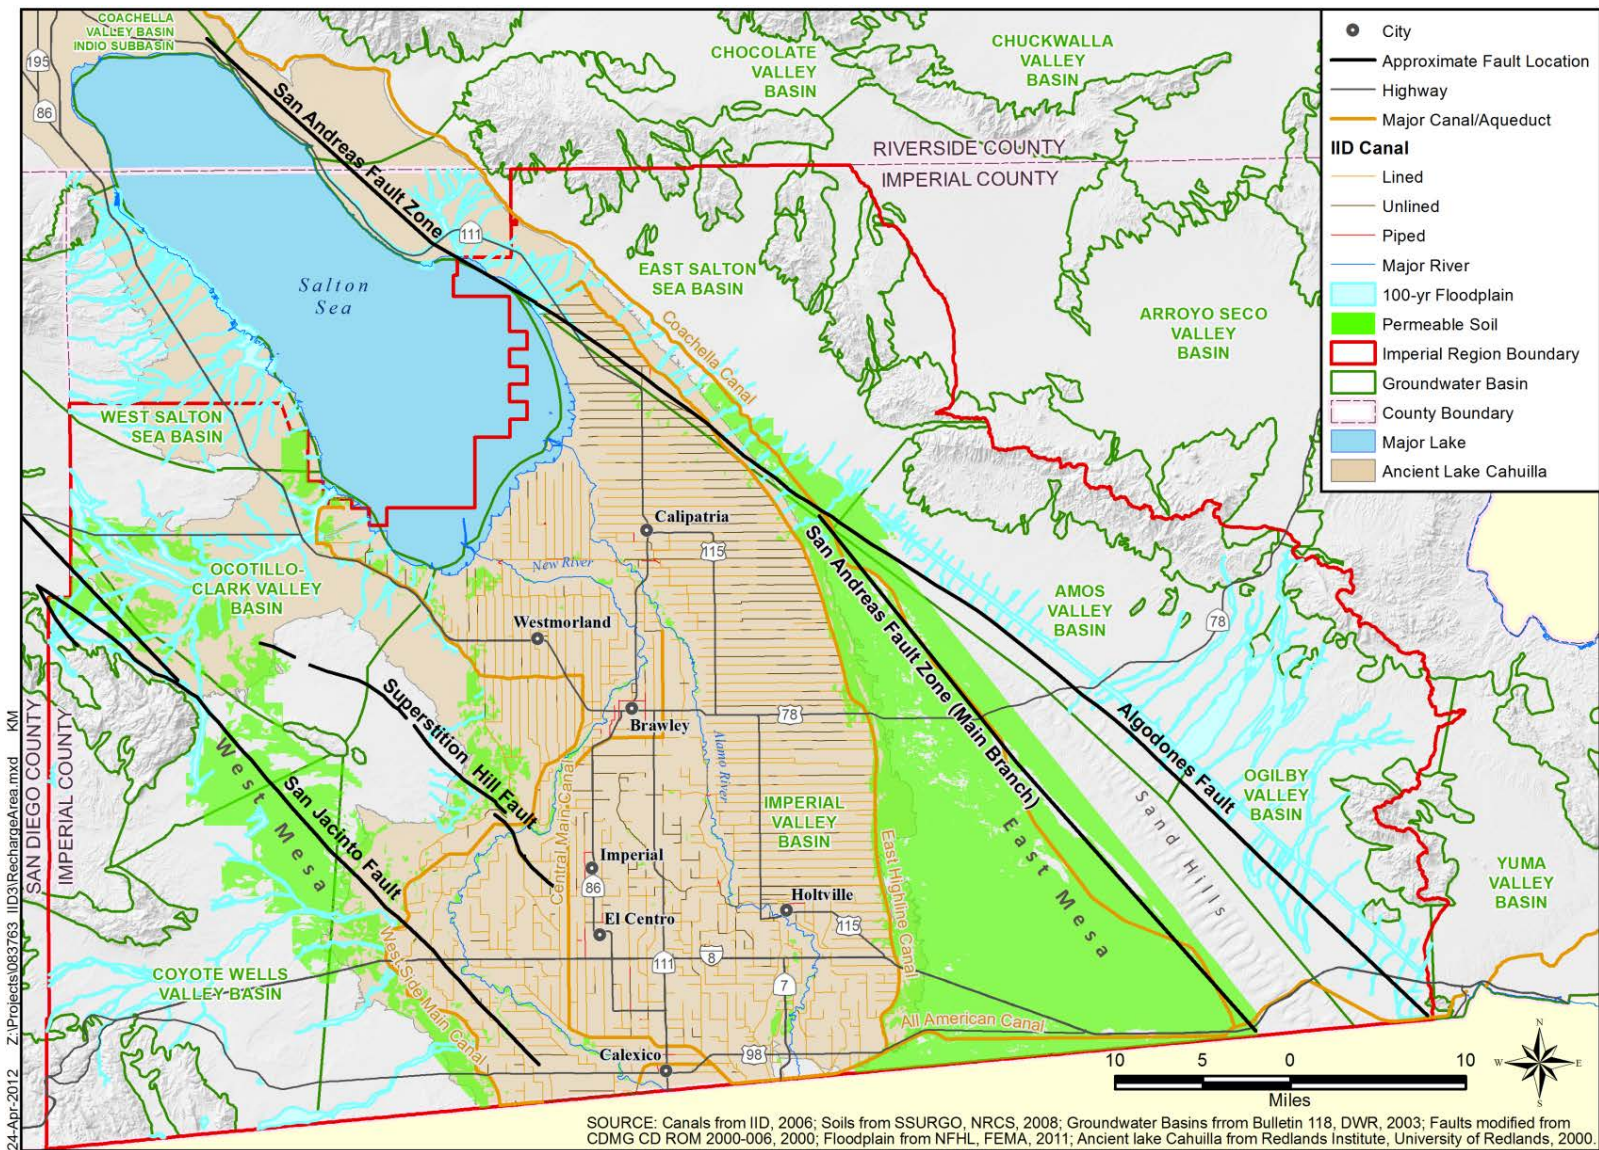 COACHELLA
VALLEY BASIN
INDIO SUBBASIN
195
86
CHOCOLATE
VALLEY
BASIN
CHUCKWALLA
VALLEY
BASIN
San Andreas Fault Zone
RIVERSIDE COUNTY
IMPERIAL COUNTY
111
Salton
Sea
EAST SALTON
SEA BASIN
Coachella Canal
ARROYO SECO
VALLEY
BASIN
WEST SALTON
SEA BASIN
Calipatria
115
San Andreas Fault Zone (Main Branch)
New River
OCOTILLO-
CLARK VALLEY
BASIN
AMOS
VALLEY
BASIN
78
Westmorland
Superstition Hill Fault
Brawley
78
Algodones Fault
Alamo River
West Mesa
San Jacinto Fault
Central Main Canal
IMPERIAL
VALLEY
BASIN
OGILBY
VALLEY
BASIN
Sand Hills
East Mesa
East Highline Canal
Imperial
86
El Centro
Holtville
115
YUMA
VALLEY
BASIN
SAN DIEGO COUNTY
IMPERIAL COUNTY
West Side Main Canal
COYOTE WELLS
VALLEY BASIN
111
8
7
All American Canal
Calexico
98
City
Approximate Fault Location
Highway
Major Canal/Aqueduct
IID Canal
Lined
Unlined
Piped
Major River
100-yr Floodplain
Permeable Soil
Imperial Region Boundary
Groundwater Basin
County Boundary
Major Lake
Ancient Lake Cahuilla
N
W
E
S
10 5 0 10
Miles
SOURCE: Canals from IID, 2006; Soils from SSURGO, NRCS, 2008; Groundwater Basins frrom Bulletin 118, DWR, 2003; Faults modified from
CDMG CD ROM 2000-006, 2000; Floodplain from NFHL, FEMA, 2011; Ancient lake Cahuilla from Redlands Institute, University of Redlands, 2000.
24-Apr-2012 Z:\Projects\083763_IID3\RechargeArea.mxd KM